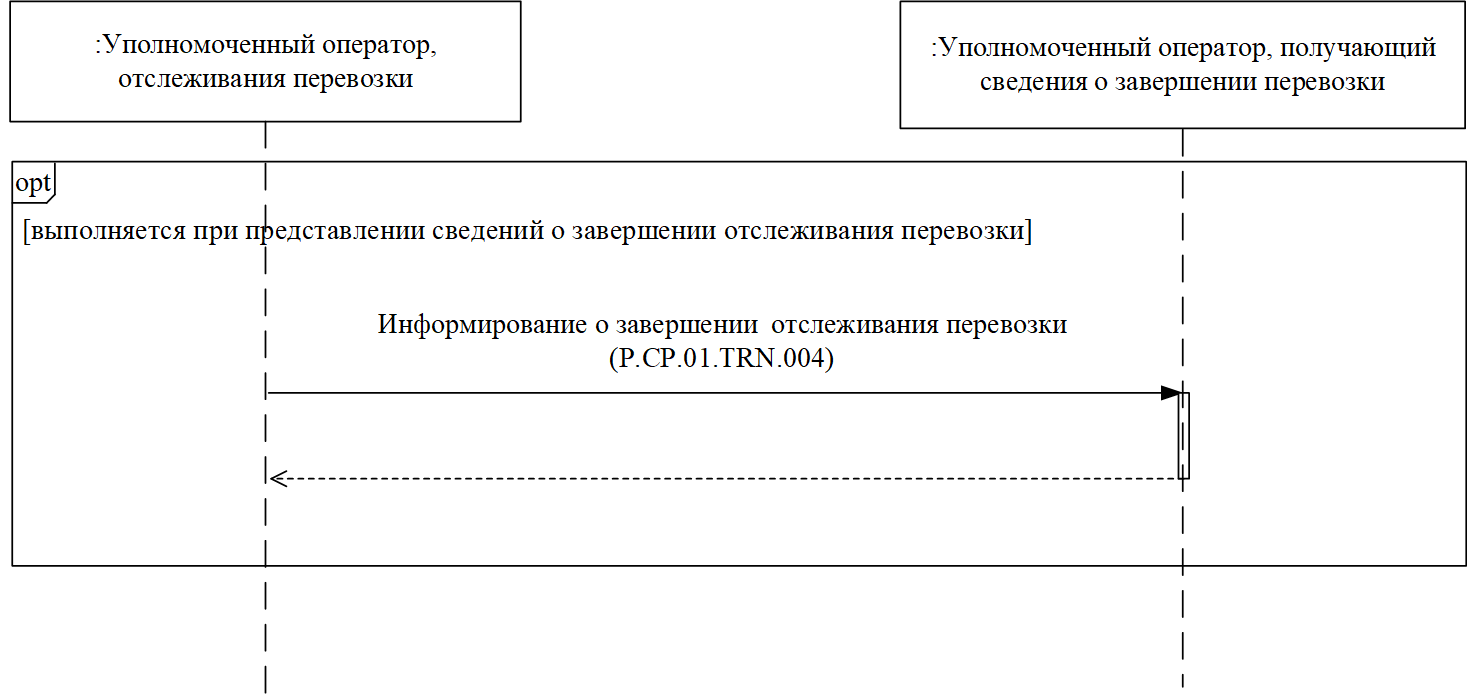 :Уполномоченный оператор,
отслеживания перевозки
:Уполномоченный оператор, получающий
сведения о завершении перевозки
opt
[выполняется при представлении сведений о завершении отслеживания перевозки]
Информирование о завершении  отслеживания перевозки
(P.CP.01.TRN.004)